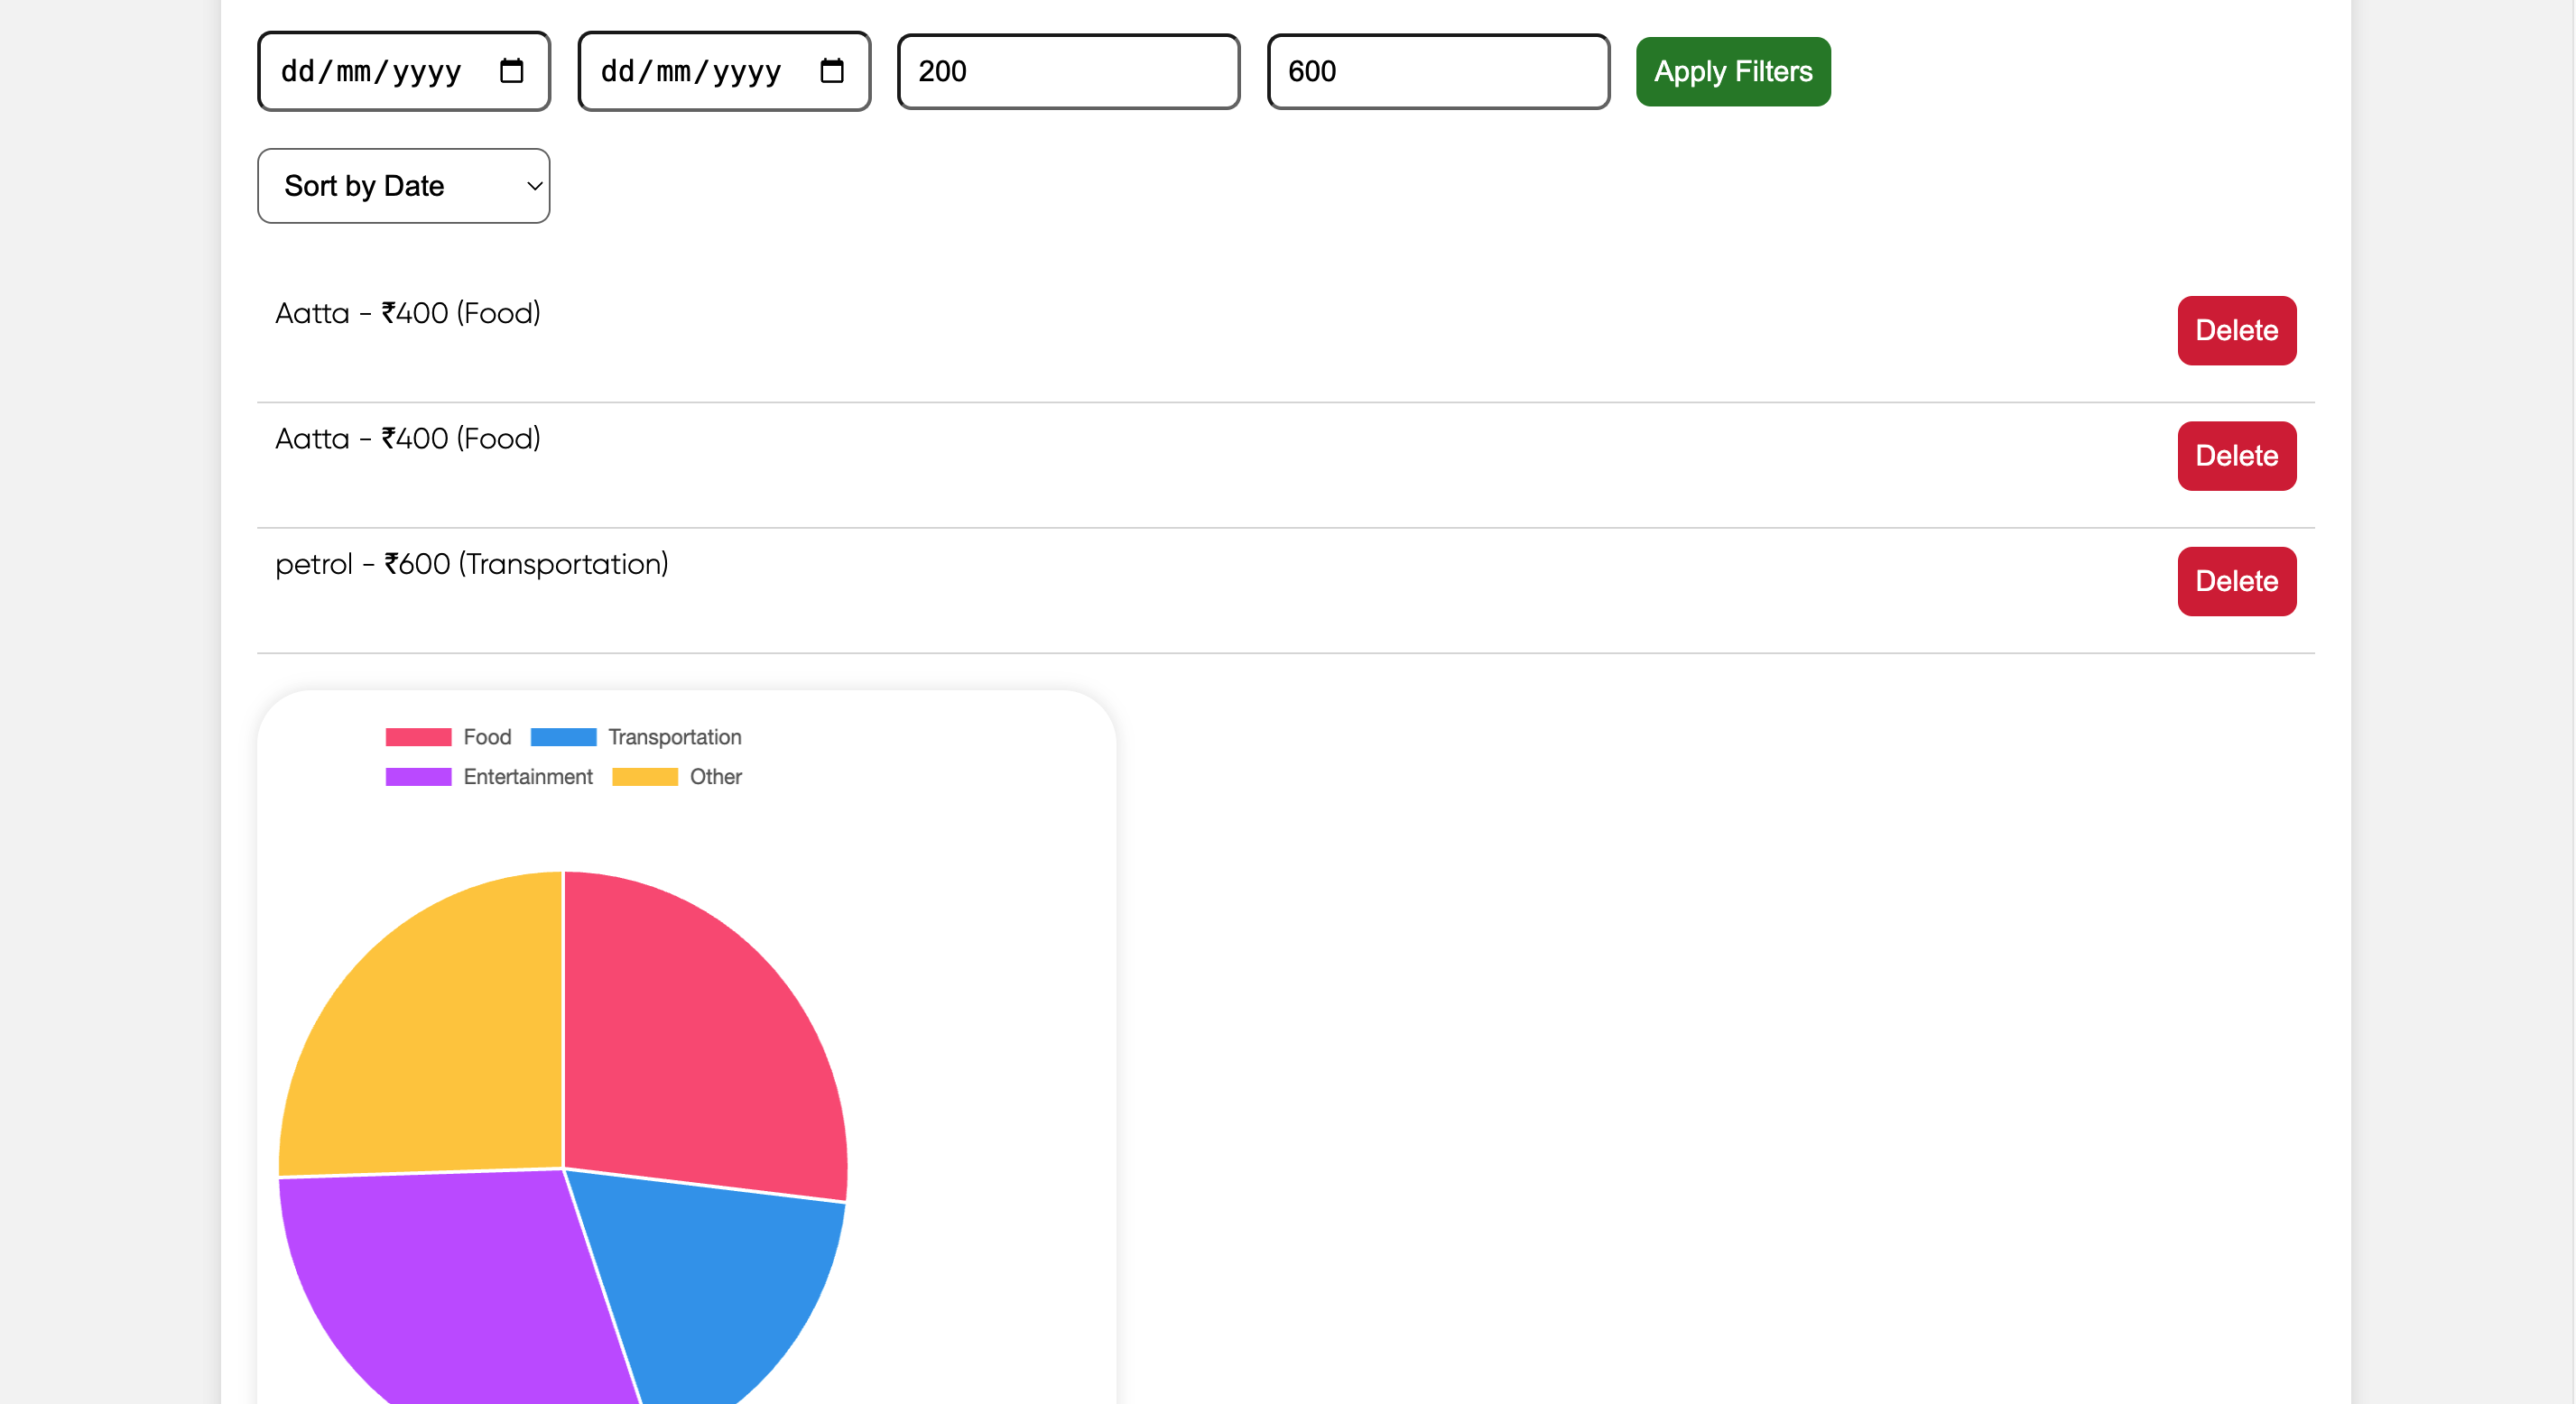 dd/mm/yyyy dd/mm/yyyy 200 600 Apply Filters
Sort by Date
Aatta - ₹400 (Food) Delete
Aatta - ₹400 (Food) Delete
petrol - ₹600 (Transportation) Delete
Food Transportation
Entertainment Other